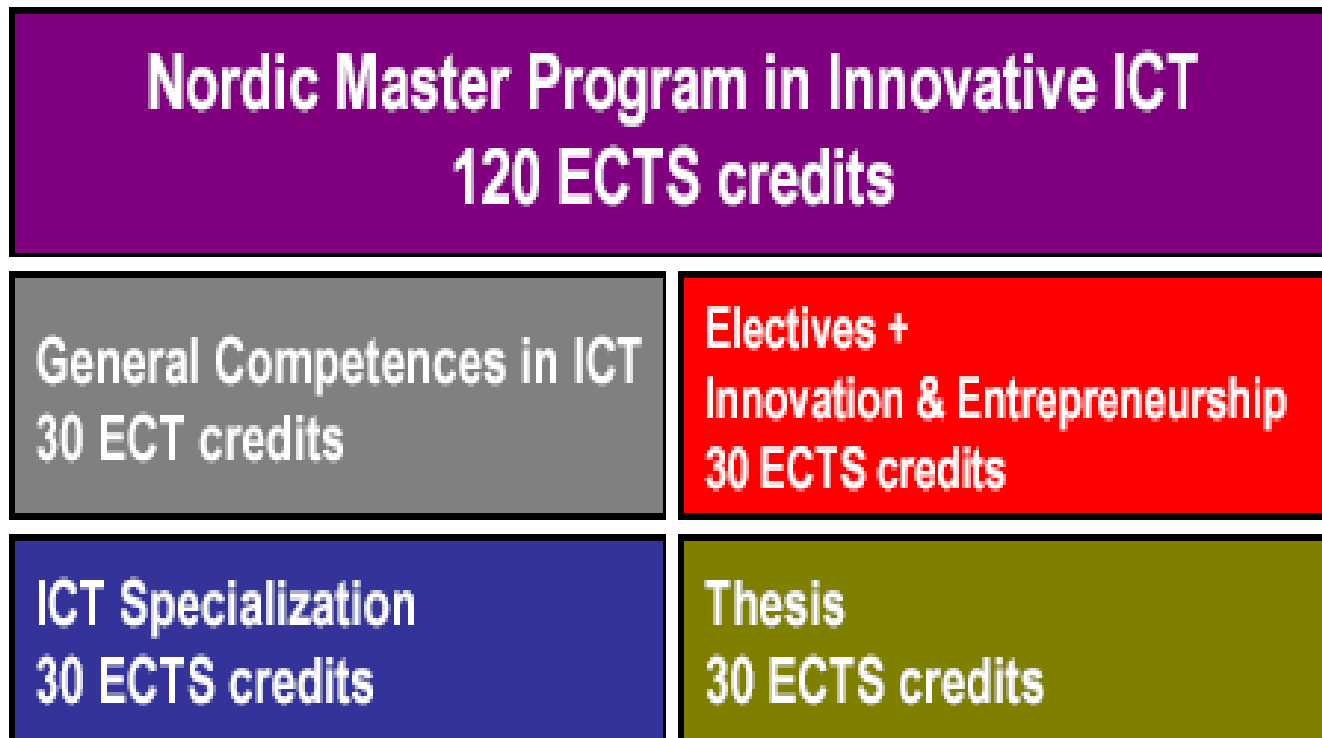 Nordic Master Program in Innovative ICT
120 ECTS credits
General Competences in ICT
30 ECT credits
Electives +
Innovation & Entrepreneurship
30 ECTS credits
ICT Specialization
30 ECTS credits
Thesis
30 ECTS credits